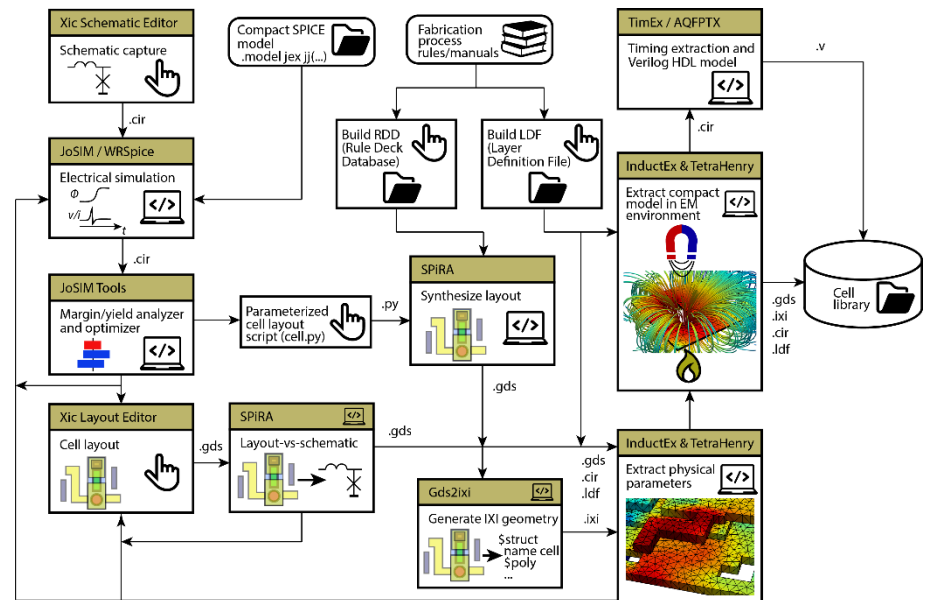 Xic Schematic Editor
Schematic capture
.cir
Compact SPICE
model
.model jex jj(...)
Fabrication
process
rules/manuals
TimEx / AQFPTX
Timing extraction and
Verilog HDL model
.v
.cir
JoSIM / WRSpice
Electrical simulation
Φ
v/i
t
</>
.cir
Build RDD
(Rule Deck
Database)
Build LDF
(Layer
Definition File)
</>
InductEx & TetraHenry
Extract compact
model in EM
environment
</>
.gds
.ixi
.cir
.ldf
Cell
library
JoSIM Tools
Margin/yield analyzer
and optimizer
</>
Parameterized
cell layout
script (cell.py)
.py
SPiRA
Synthesize layout
</>
.gds
Xic Layout Editor
Cell layout
.gds
SPiRA
</>
Layout-vs-schematic
.gds
.gds
.cir
.ldf
Gds2ixi
</>
Generate IXI geometry
$struct
name cell
$poly
...
.ixi
InductEx & TetraHenry
Extract physical
parameters
</>